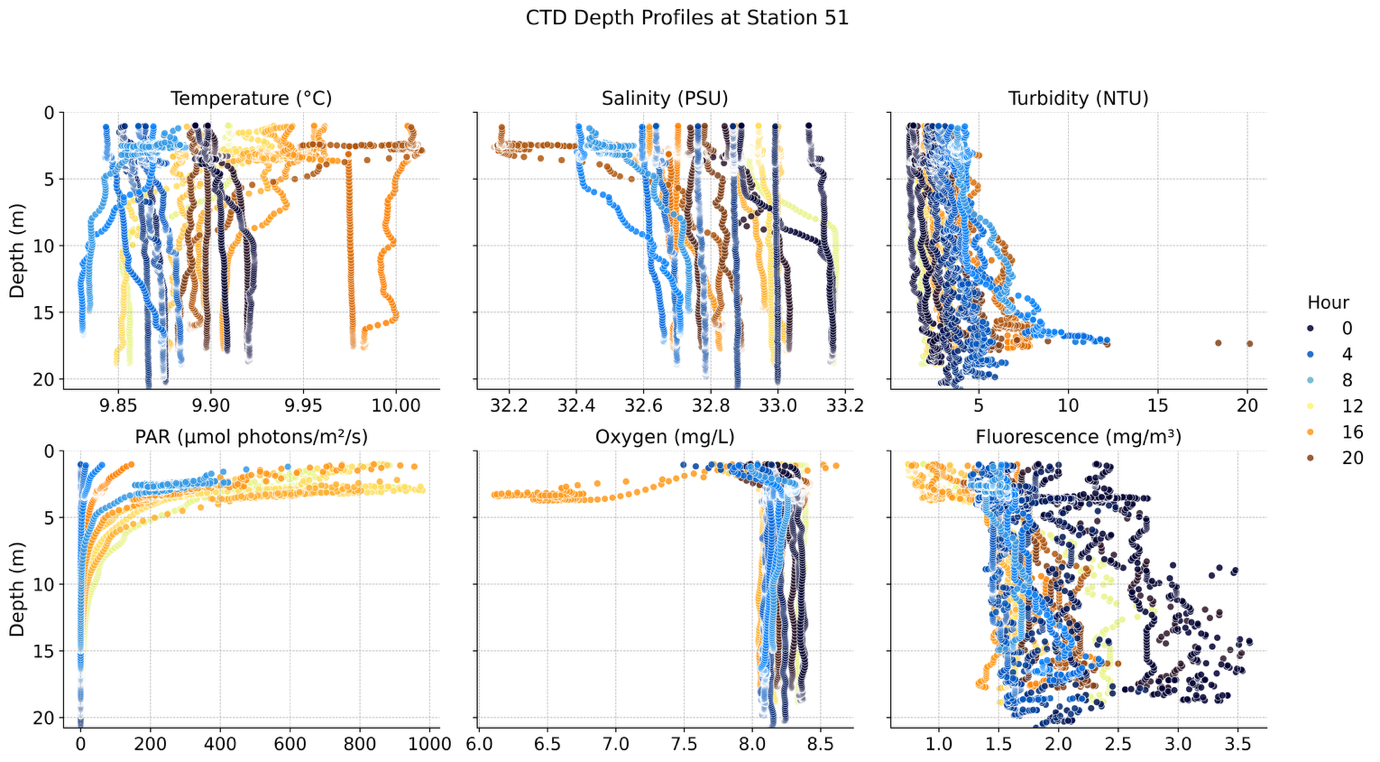 CTD Depth Profiles at Station 51
Temperature (°C)
Salinity (PSU)
Turbidity (NTU)
0
5
10
15
20
Depth (m)
9.85 9.90 9.95 10.00
32.2 32.4 32.6 32.8 33.0 33.2
5 10 15 20
PAR (µmol photons/m²/s)
Oxygen (mg/L)
Fluorescence (mg/m³)
0
5
10
15
20
Depth (m)
0 200 400 600 800 1000
6.0 6.5 7.0 7.5 8.0 8.5
1.0 1.5 2.0 2.5 3.0 3.5
Hour
0
4
8
12
16
20